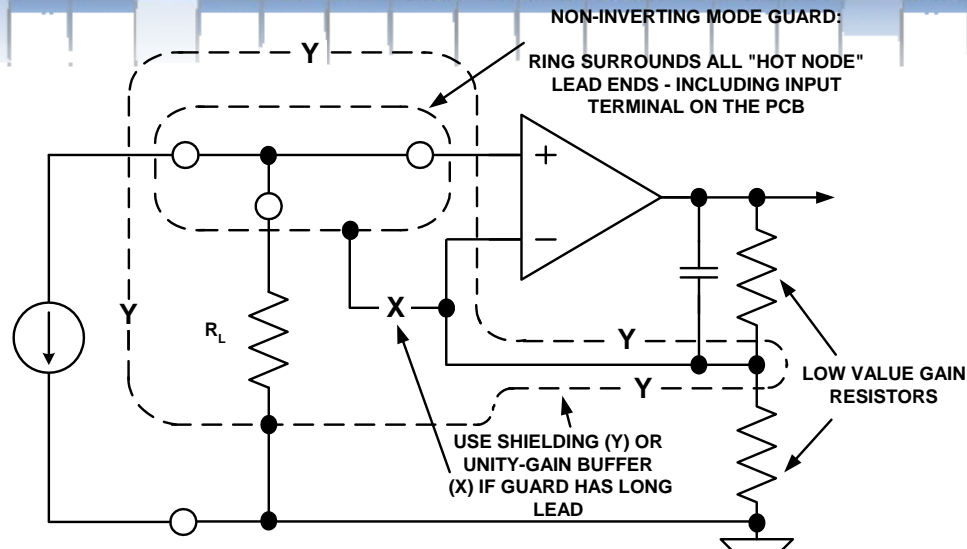 NON-INVERTING MODE GUARD:
RING SURROUNDS ALL "HOT NODE"
LEAD ENDS - INCLUDING INPUT
TERMINAL ON THE PCB
Y
+
−
X
Y
RL
Y
Y
LOW VALUE GAIN
RESISTORS
USE SHIELDING (Y) OR
UNITY-GAIN BUFFER
(X) IF GUARD HAS LONG
LEAD